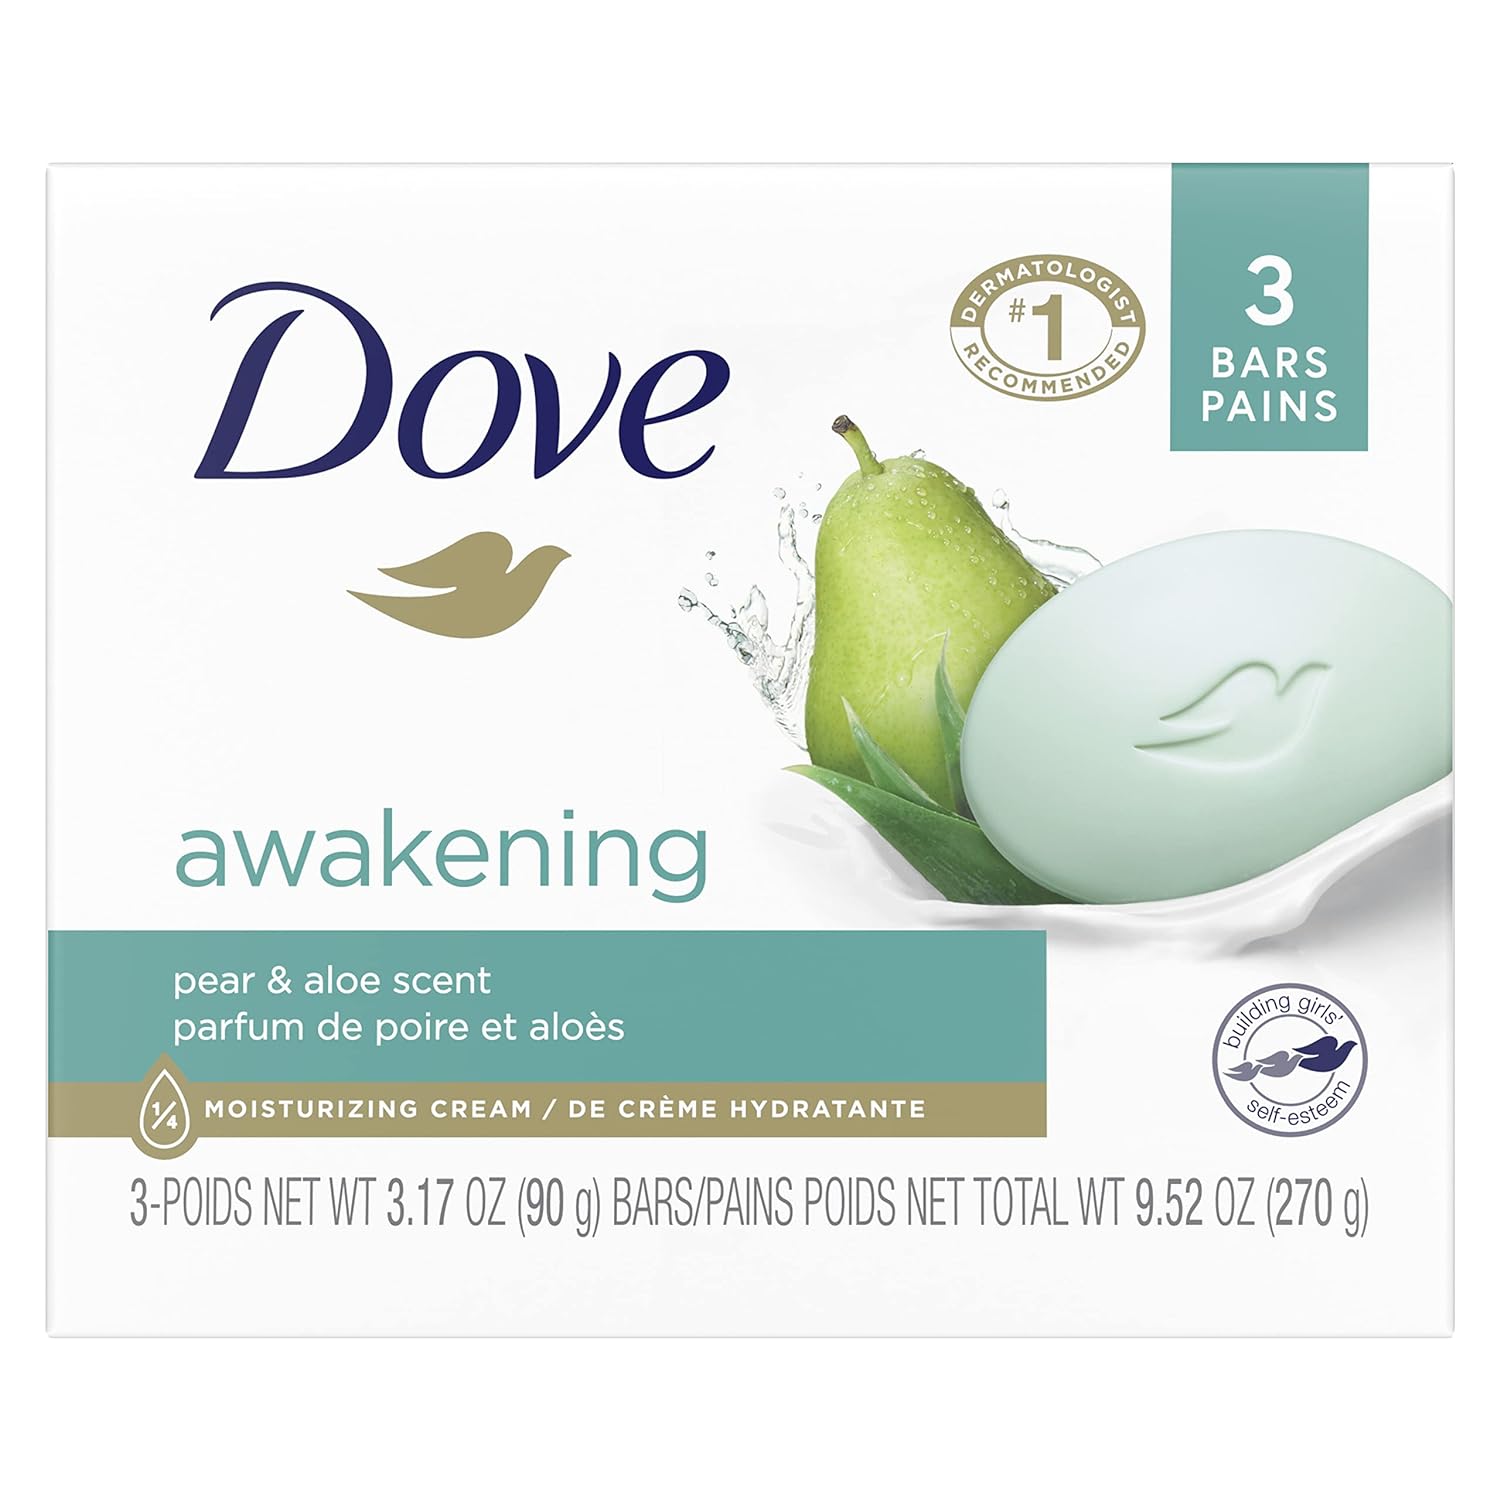 Dove
DERMATOLOGIST
#1
RECOMMENDED
3
BARS
PAINS
awakening
pear & aloe scent
parfum de poire et aloès
1/4 MOISTURIZING CREAM / DE CRÈME HYDRATANTE
building girls'
self-esteem
3-POIDS NET WT 3.17 OZ (90 g) BARS/PAINS POIDS NET TOTAL WT 9.52 OZ (270 g)